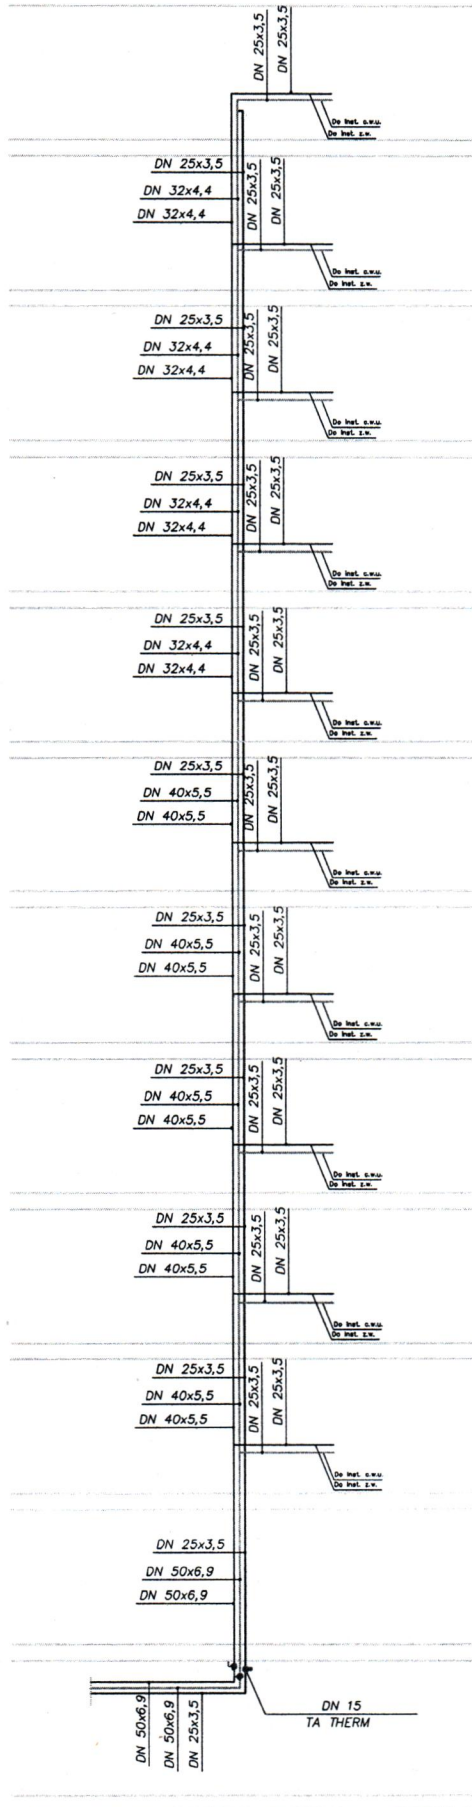 DN 25x3,5
DN 25x3,5
Do inst. c.w.u.
Do inst. z.w.
DN 25x3,5
DN 32x4,4
DN 32x4,4
DN 25x3,5
DN 25x3,5
Do inst. c.w.u.
Do inst. z.w.
DN 25x3,5
DN 32x4,4
DN 32x4,4
DN 25x3,5
DN 25x3,5
Do inst. c.w.u.
Do inst. z.w.
DN 25x3,5
DN 32x4,4
DN 32x4,4
DN 25x3,5
DN 25x3,5
Do inst. c.w.u.
Do inst. z.w.
DN 25x3,5
DN 32x4,4
DN 32x4,4
DN 25x3,5
DN 25x3,5
Do inst. c.w.u.
Do inst. z.w.
DN 25x3,5
DN 40x5,5
DN 40x5,5
DN 25x3,5
DN 25x3,5
Do inst. c.w.u.
Do inst. z.w.
DN 25x3,5
DN 40x5,5
DN 40x5,5
DN 25x3,5
DN 25x3,5
Do inst. c.w.u.
Do inst. z.w.
DN 25x3,5
DN 40x5,5
DN 40x5,5
DN 25x3,5
DN 25x3,5
Do inst. c.w.u.
Do inst. z.w.
DN 25x3,5
DN 40x5,5
DN 40x5,5
DN 25x3,5
DN 25x3,5
Do inst. c.w.u.
Do inst. z.w.
DN 25x3,5
DN 40x5,5
DN 40x5,5
DN 25x3,5
DN 25x3,5
Do inst. c.w.u.
Do inst. z.w.
DN 25x3,5
DN 50x6,9
DN 50x6,9
DN 50x6,9
DN 50x6,9
DN 25x3,5
DN 15
TA THERM